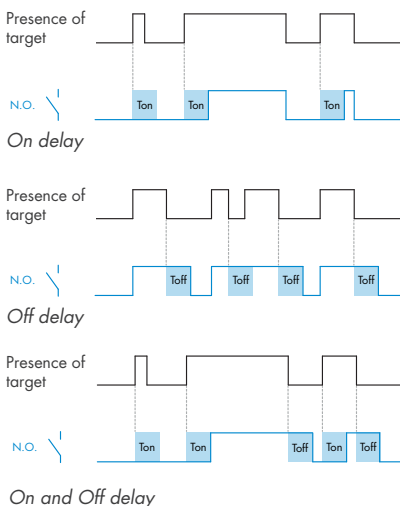 Presence of
target
N.O.
Ton
Ton
Ton
On delay
Presence of
target
N.O.
Toff
Toff
Toff
Toff
Off delay
Presence of
target
N.O.
Ton
Ton
Toff
Ton
Toff
On and Off delay